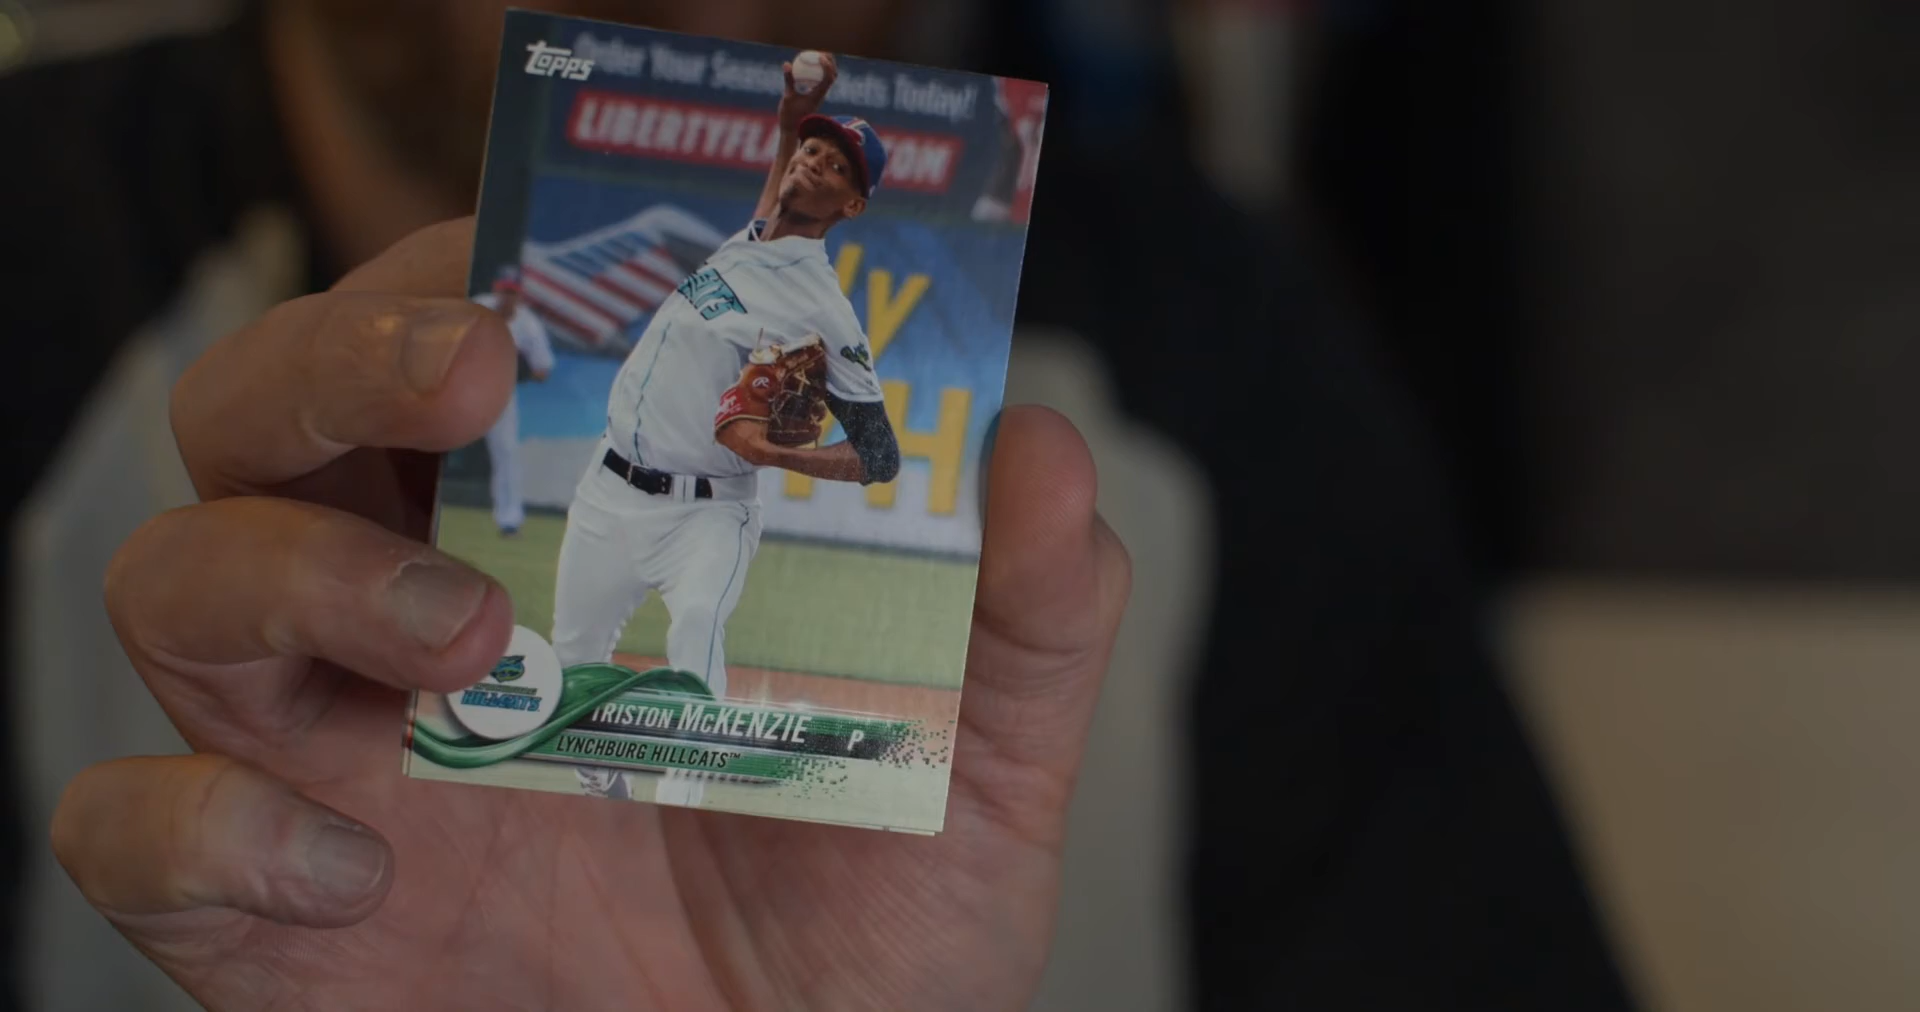 Topps
Order Your Season Tickets Today!
LIBERTYFLA .COM
HILLCATS
TRISTON McKENZIE P
LYNCHBURG HILLCATS™